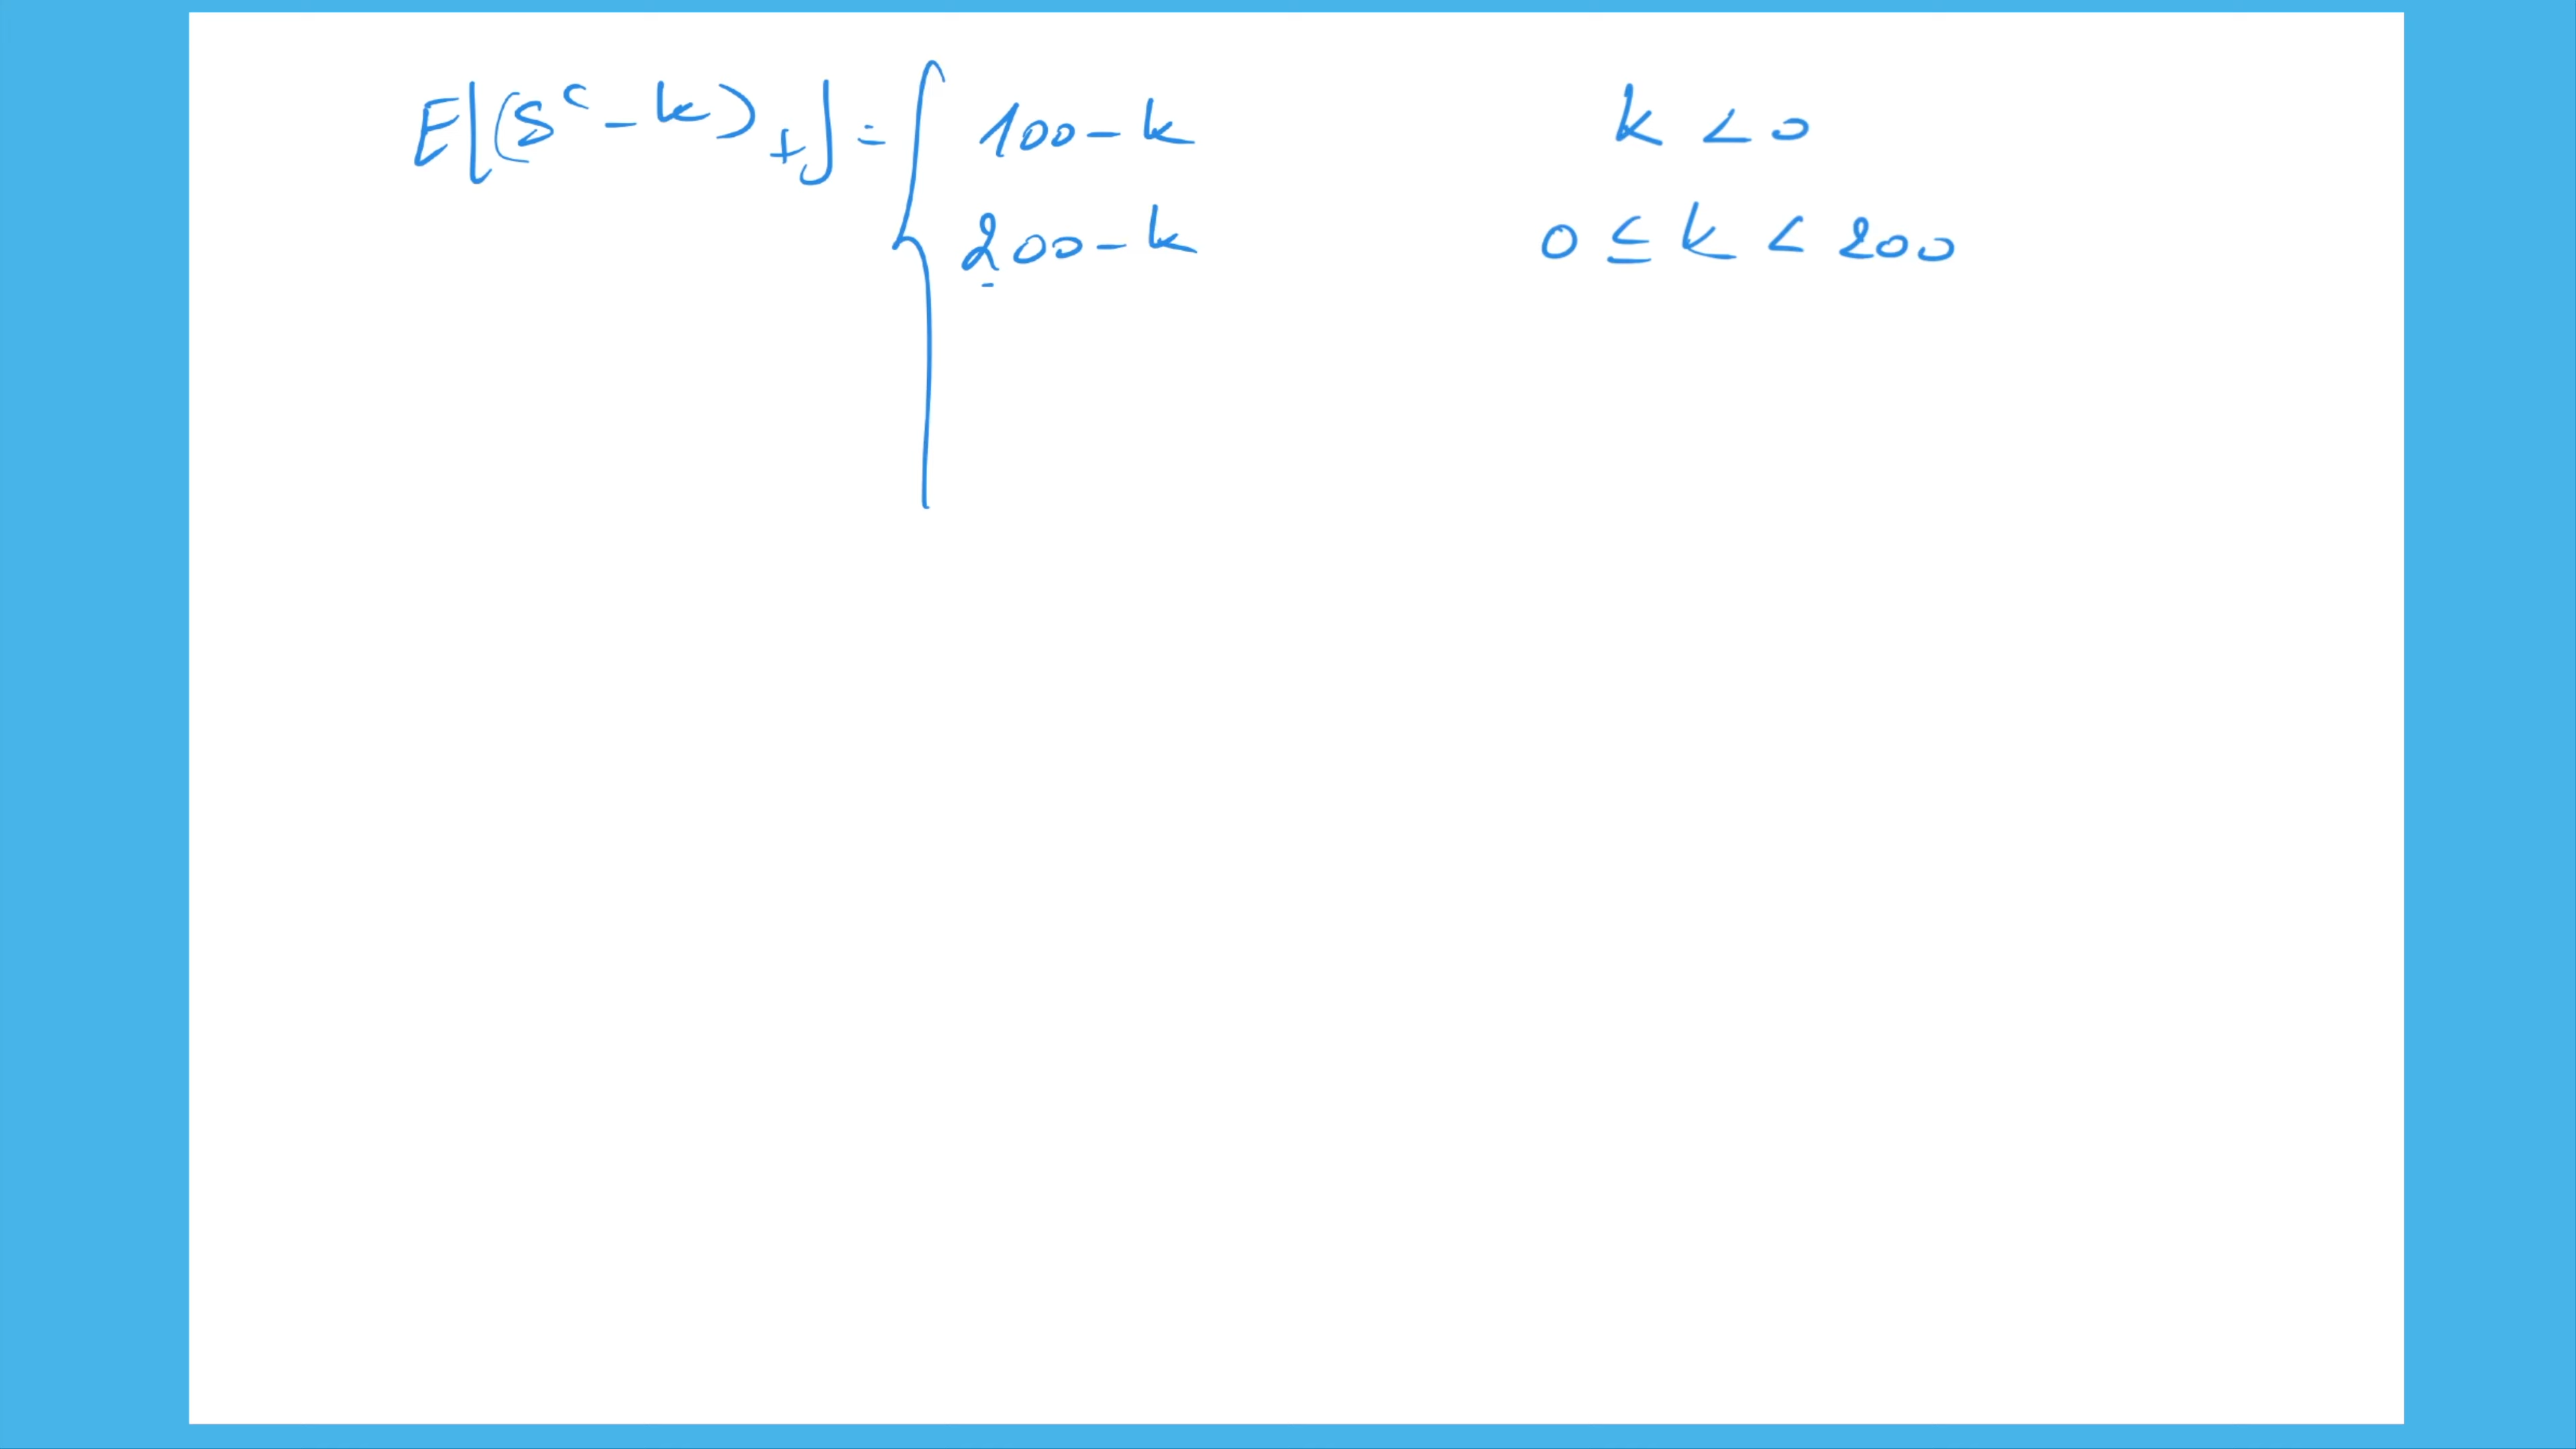 E[(S^c - k)_+] = { 100 - k    k < 0
200 - k    0 ≤ k < 200